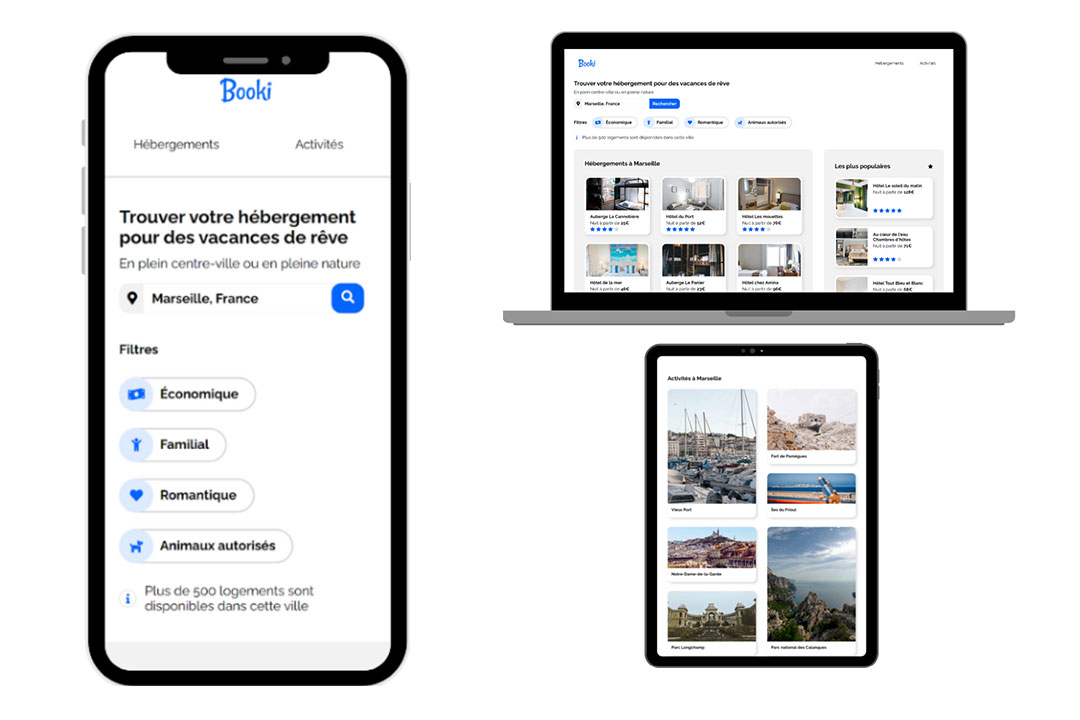 Booki
Hébergements Activités
Trouver votre hébergement
pour des vacances de rêve
En plein centre-ville ou en pleine nature
Marseille, France
Filtres
Économique
Familial
Romantique
Animaux autorisés
Plus de 500 logements sont
disponibles dans cette ville
Booki
Hébergements Activités
Trouver votre hébergement pour des vacances de rêve
En plein centre-ville ou en pleine nature
Marseille, France Rechercher
Filtres Économique Familial Romantique Animaux autorisés
Plus de 500 logements sont disponibles dans cette ville
Hébergements à Marseille
Auberge La Cannebière
Nuit à partir de 25€
Hôtel du Port
Nuit à partir de 52€
Hôtel Les mouettes
Nuit à partir de 76€
Hôtel de la mer
Nuit à partir de 46€
Auberge Le Panier
Nuit à partir de 23€
Hôtel chez Amina
Nuit à partir de 96€
Les plus populaires
Hôtel Le soleil du matin
Nuit à partir de 128€
Au cœur de l'eau
Chambres d'hôtes
Nuit à partir de 71€
Hôtel Tout Bleu et Blanc
Nuit à partir de 68€
Activités à Marseille
Vieux Port
Fort de Pomègues
Îles du Frioul
Notre-Dame-de-la-Garde
Parc Longchamp
Parc national des Calanques